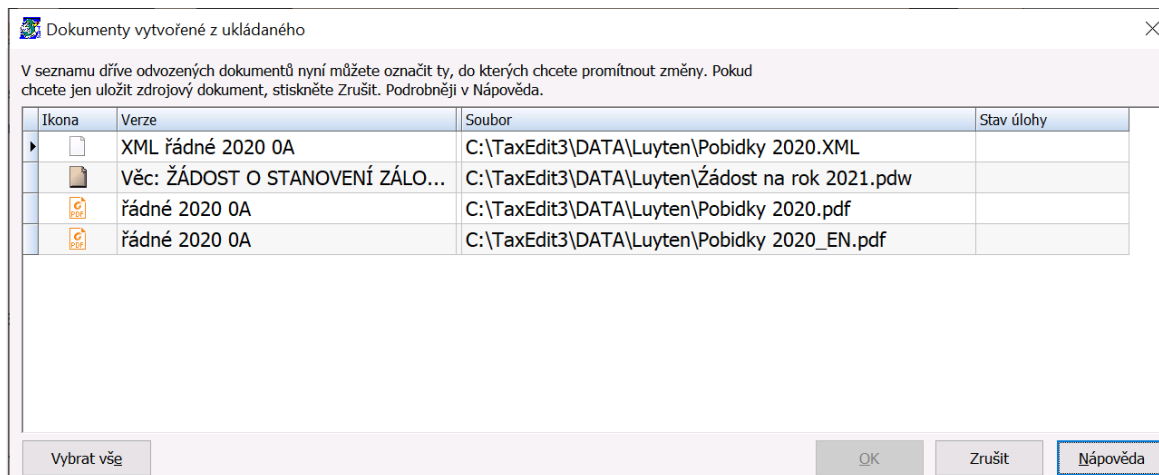 Dokumenty vytvořené z ukládaného
V seznamu dříve odvozených dokumentů nyní můžete označit ty, do kterých chcete promítnout změny. Pokud
chcete jen uložit zdrojový dokument, stiskněte Zrušit. Podrobněji v Nápověda.
Ikona Verze Soubor Stav úlohy
XML řádné 2020 0A C:\TaxEdit3\DATA\Luyten\Pobidky 2020.XML
Věc: ŽÁDOST O STANOVENÍ ZÁLO... C:\TaxEdit3\DATA\Luyten\Źádost na rok 2021.pdw
PDF řádné 2020 0A C:\TaxEdit3\DATA\Luyten\Pobidky 2020.pdf
PDF řádné 2020 0A C:\TaxEdit3\DATA\Luyten\Pobidky 2020_EN.pdf
Vybrat vše OK Zrušit Nápověda